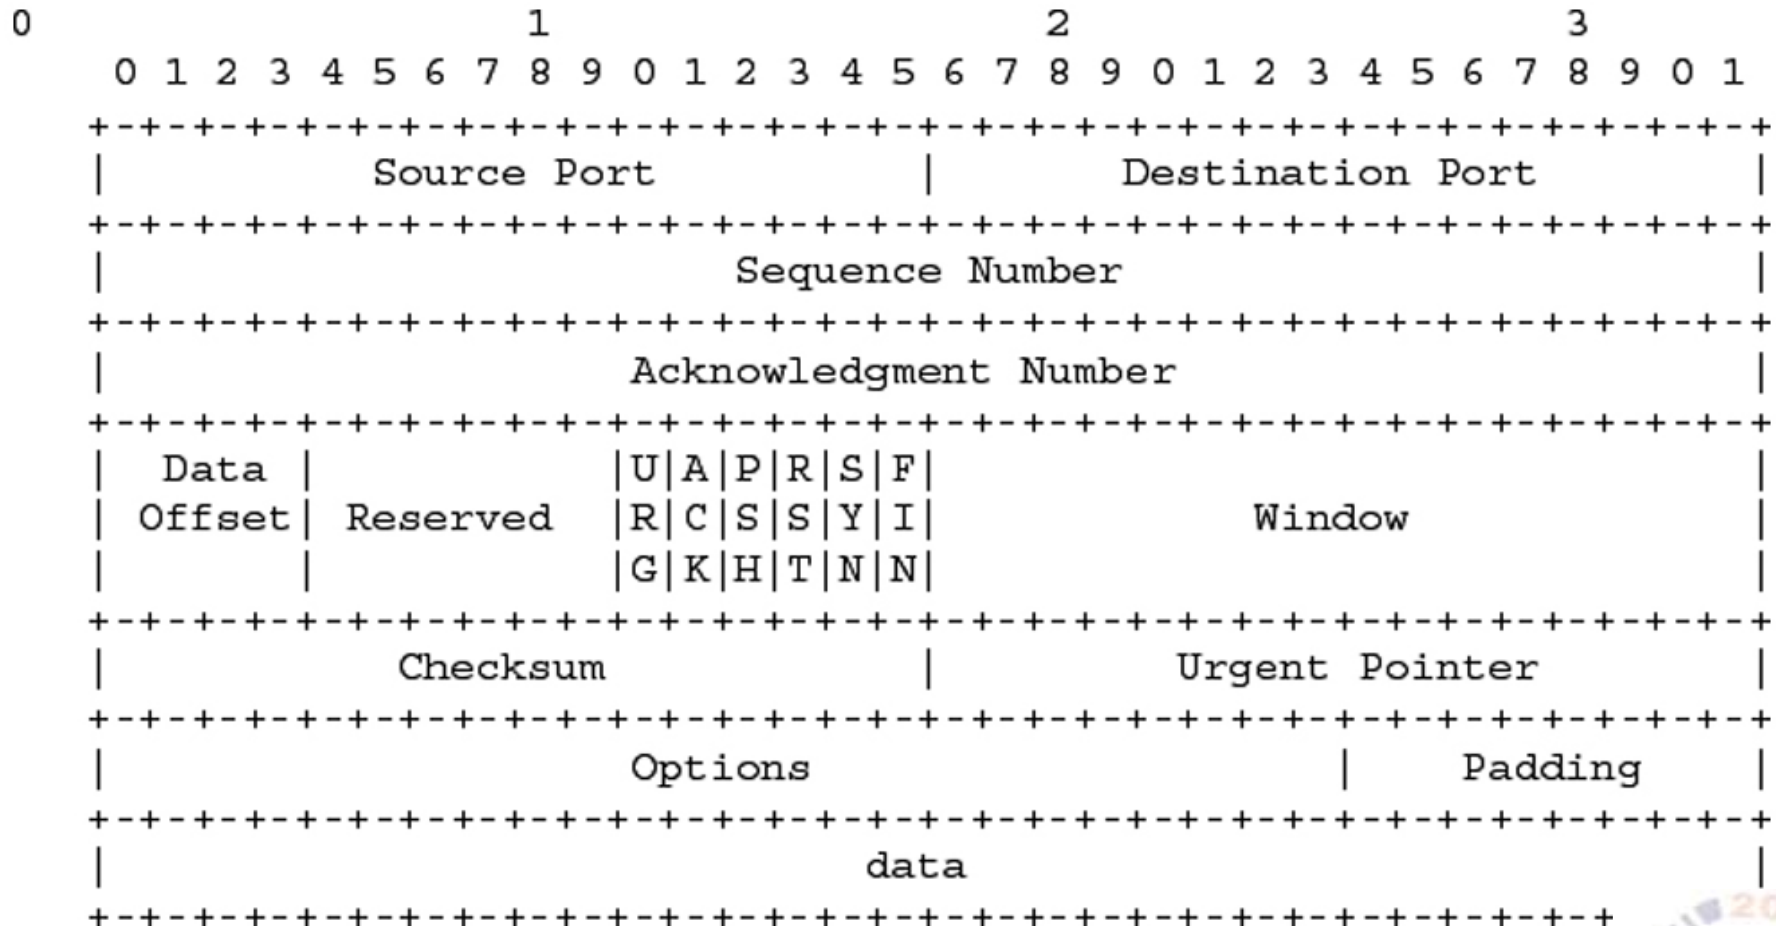 0                   1                   2                   3
    0 1 2 3 4 5 6 7 8 9 0 1 2 3 4 5 6 7 8 9 0 1 2 3 4 5 6 7 8 9 0 1
   +-+-+-+-+-+-+-+-+-+-+-+-+-+-+-+-+-+-+-+-+-+-+-+-+-+-+-+-+-+-+-+-+
   |          Source Port          |       Destination Port        |
   +-+-+-+-+-+-+-+-+-+-+-+-+-+-+-+-+-+-+-+-+-+-+-+-+-+-+-+-+-+-+-+-+
   |                        Sequence Number                        |
   +-+-+-+-+-+-+-+-+-+-+-+-+-+-+-+-+-+-+-+-+-+-+-+-+-+-+-+-+-+-+-+-+
   |                    Acknowledgment Number                      |
   +-+-+-+-+-+-+-+-+-+-+-+-+-+-+-+-+-+-+-+-+-+-+-+-+-+-+-+-+-+-+-+-+
   |  Data |           |U|A|P|R|S|F|                               |
   | Offset| Reserved  |R|C|S|S|Y|I|            Window             |
   |       |           |G|K|H|T|N|N|                               |
   +-+-+-+-+-+-+-+-+-+-+-+-+-+-+-+-+-+-+-+-+-+-+-+-+-+-+-+-+-+-+-+-+
   |           Checksum            |         Urgent Pointer        |
   +-+-+-+-+-+-+-+-+-+-+-+-+-+-+-+-+-+-+-+-+-+-+-+-+-+-+-+-+-+-+-+-+
   |                    Options                    |    Padding    |
   +-+-+-+-+-+-+-+-+-+-+-+-+-+-+-+-+-+-+-+-+-+-+-+-+-+-+-+-+-+-+-+-+
   |                             data                              |
   +-+-+-+-+-+-+-+-+-+-+-+-+-+-+-+-+-+-+-+-+-+-+-+-+-+-+-+-+-+